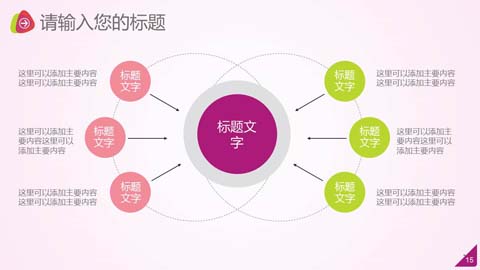 请输入您的标题
这里可以添加主要内容
这里可以添加主要内容
标题
文字
标题
文字
这里可以添加主要内容
这里可以添加主要内容
这里可以添加主
要内容这里可以
添加主要内容
标题
文字
标题文
字
标题
文字
这里可以添加主
要内容这里可以
添加主要内容
这里可以添加主要内容
这里可以添加主要内容
标题
文字
标题
文字
这里可以添加主要内容
这里可以添加主要内容
15